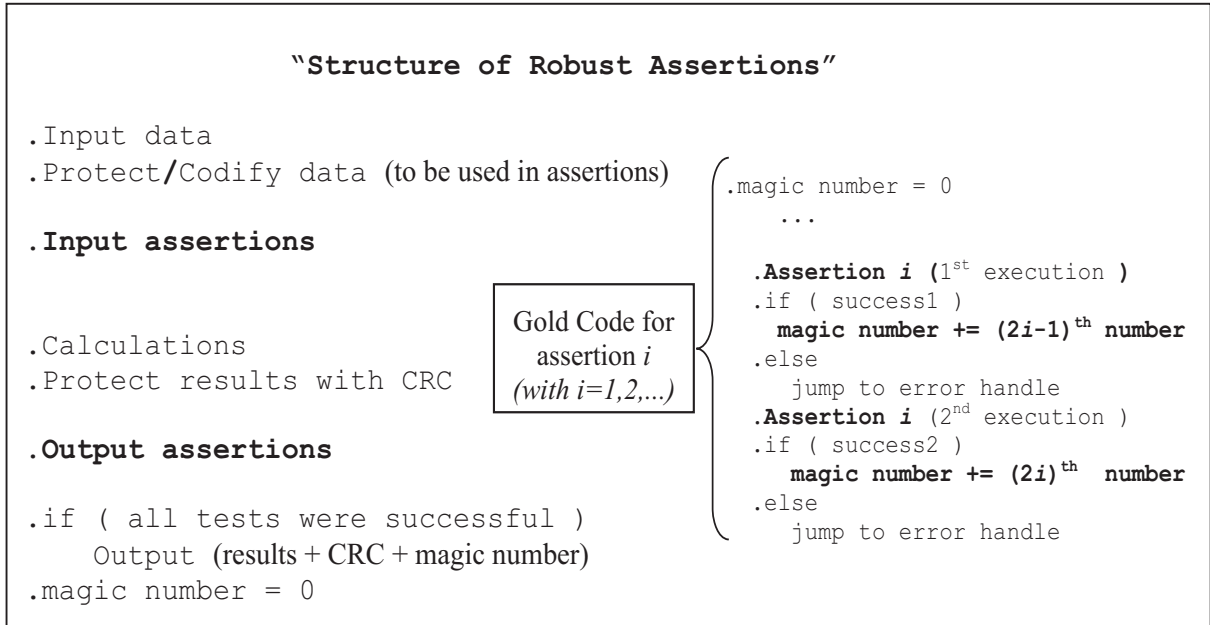 “Structure of Robust Assertions”
.Input data
.Protect/Codify data (to be used in assertions)
.Input assertions
.Calculations
.Protect results with CRC
.Output assertions
.if ( all tests were successful )
Output (results + CRC + magic number)
.magic number = 0
Gold Code for
assertion i
(with i=1,2,...)
.magic number = 0
...
.Assertion i (1st execution )
.if ( success1 )
magic number += (2i-1)th number
.else
jump to error handle
.Assertion i (2nd execution )
.if ( success2 )
magic number += (2i)th number
.else
jump to error handle